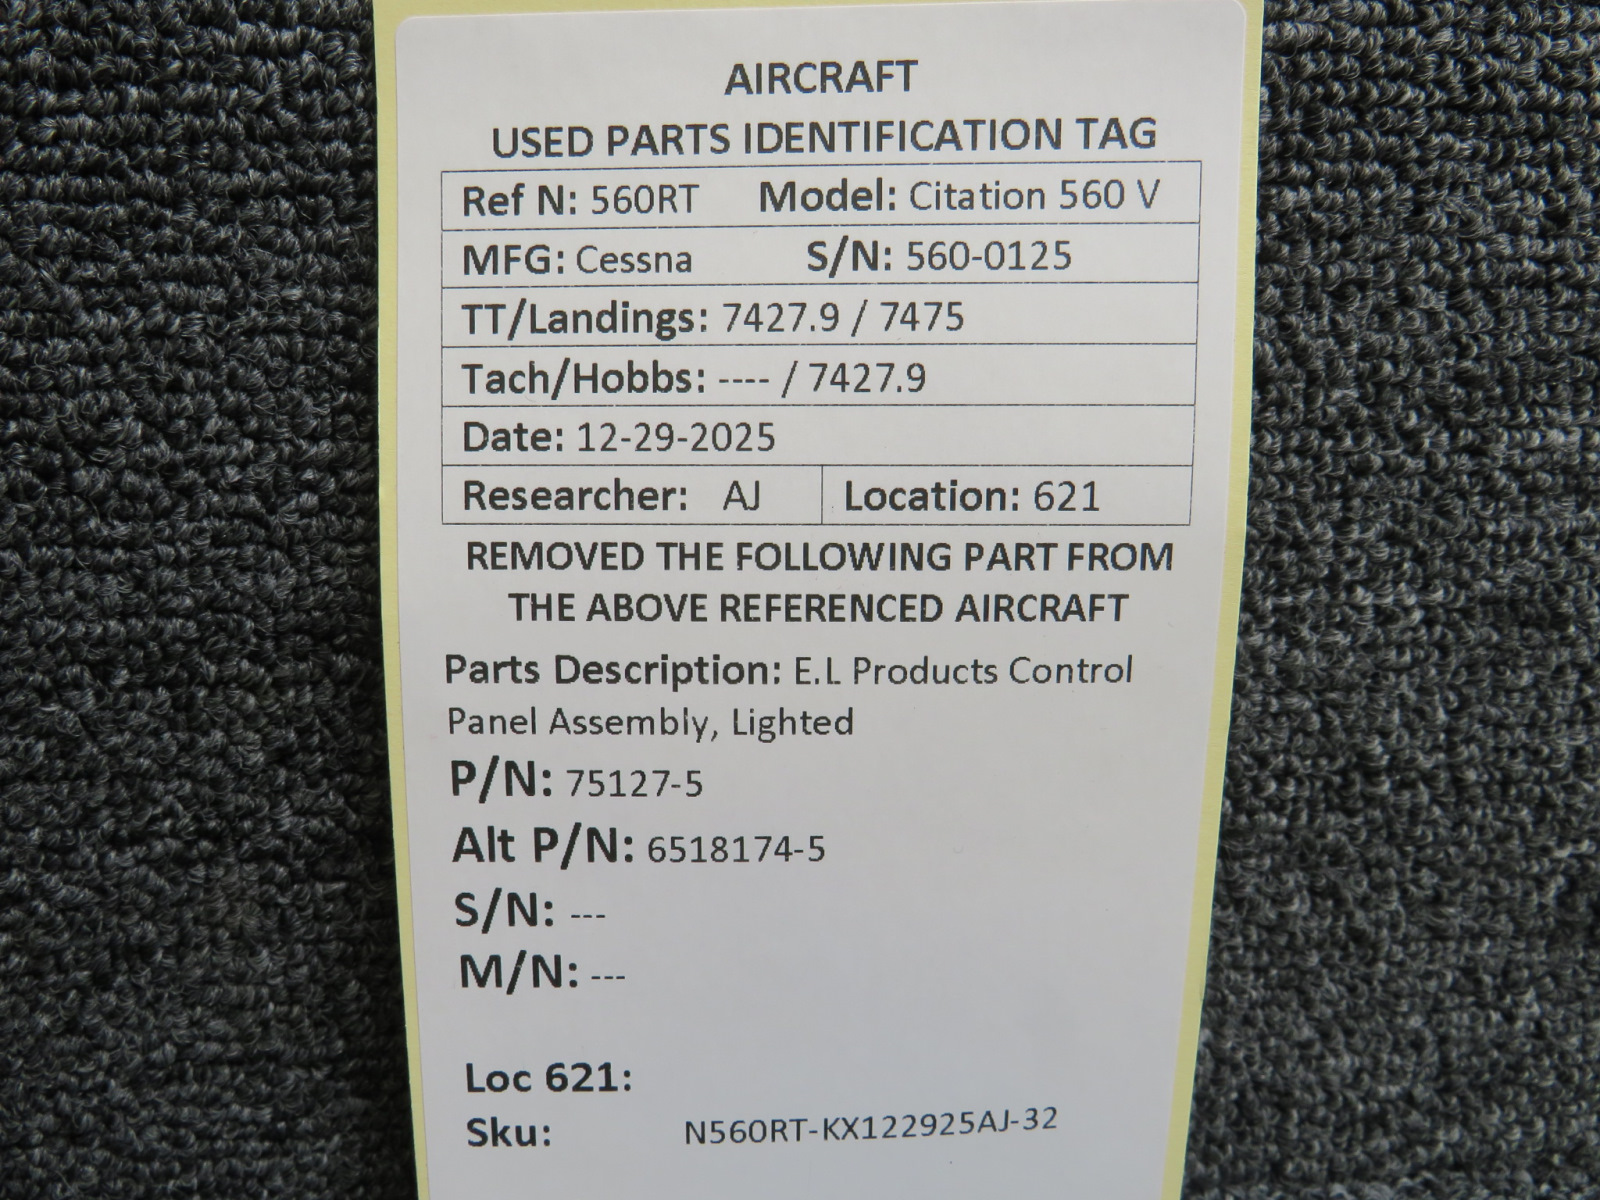 AIRCRAFT
USED PARTS IDENTIFICATION TAG
Ref N: 560RT Model: Citation 560 V
MFG: Cessna S/N: 560-0125
TT/Landings: 7427.9 / 7475
Tach/Hobbs: ---- / 7427.9
Date: 12-29-2025
Researcher: AJ Location: 621
REMOVED THE FOLLOWING PART FROM
THE ABOVE REFERENCED AIRCRAFT
Parts Description: E.L Products Control
Panel Assembly, Lighted
P/N: 75127-5
Alt P/N: 6518174-5
S/N: ---
M/N: ---
Loc 621:
Sku: N560RT-KX122925AJ-32